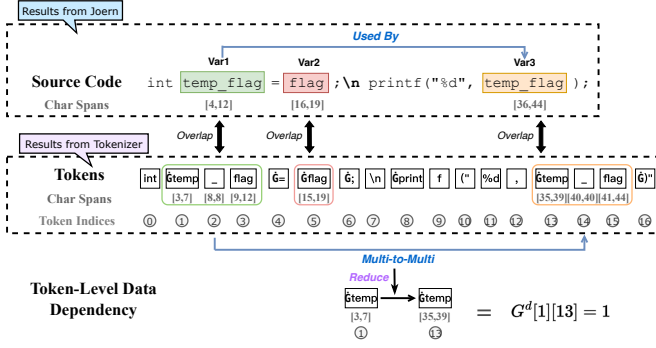 Results from Joern
Used By
Var1 Var2 Var3
Source Code int temp_flag = flag ;\n printf("%d", temp_flag );
Char Spans [4,12] [16,19] [36,44]
Overlap Overlap Overlap
Results from Tokenizer
Tokens int Ġtemp _ flag Ġ= Ġflag Ġ; \n Ġprint f (" %d , Ġtemp _ flag Ġ)"
Char Spans [3,7] [8,8] [9,12] [15,19] [35,39] [40,40] [41,44]
Token Indices 0 1 2 3 4 5 6 7 8 9 10 11 12 13 14 15 16
Multi-to-Multi
Reduce
Token-Level Data
Dependency
Ġtemp Ġtemp
[3,7] [35,39]
1 13
= G^d[1][13] = 1